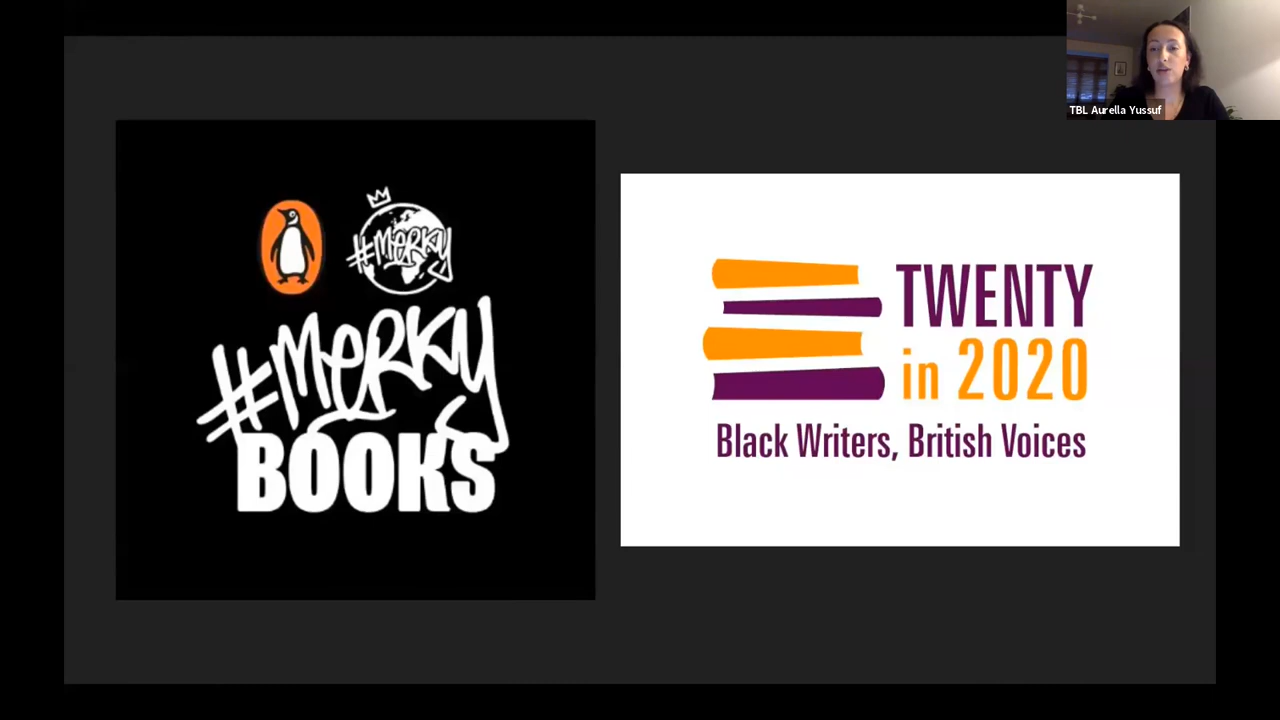 TBL Aurella Yussuf
#MERKY
#MERKY
BOOKS
TWENTY
in 2020
Black Writers, British Voices